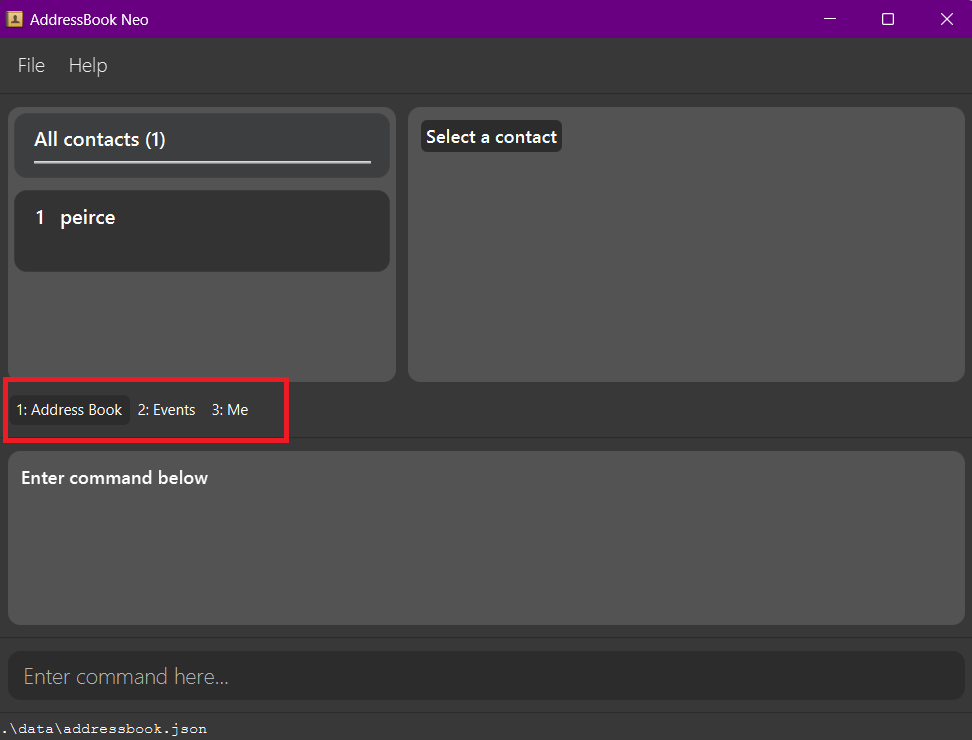 AddressBook Neo
File Help
All contacts (1)
1 peirce
Select a contact
1: Address Book 2: Events 3: Me
Enter command below
Enter command here...
.\data\addressbook.json